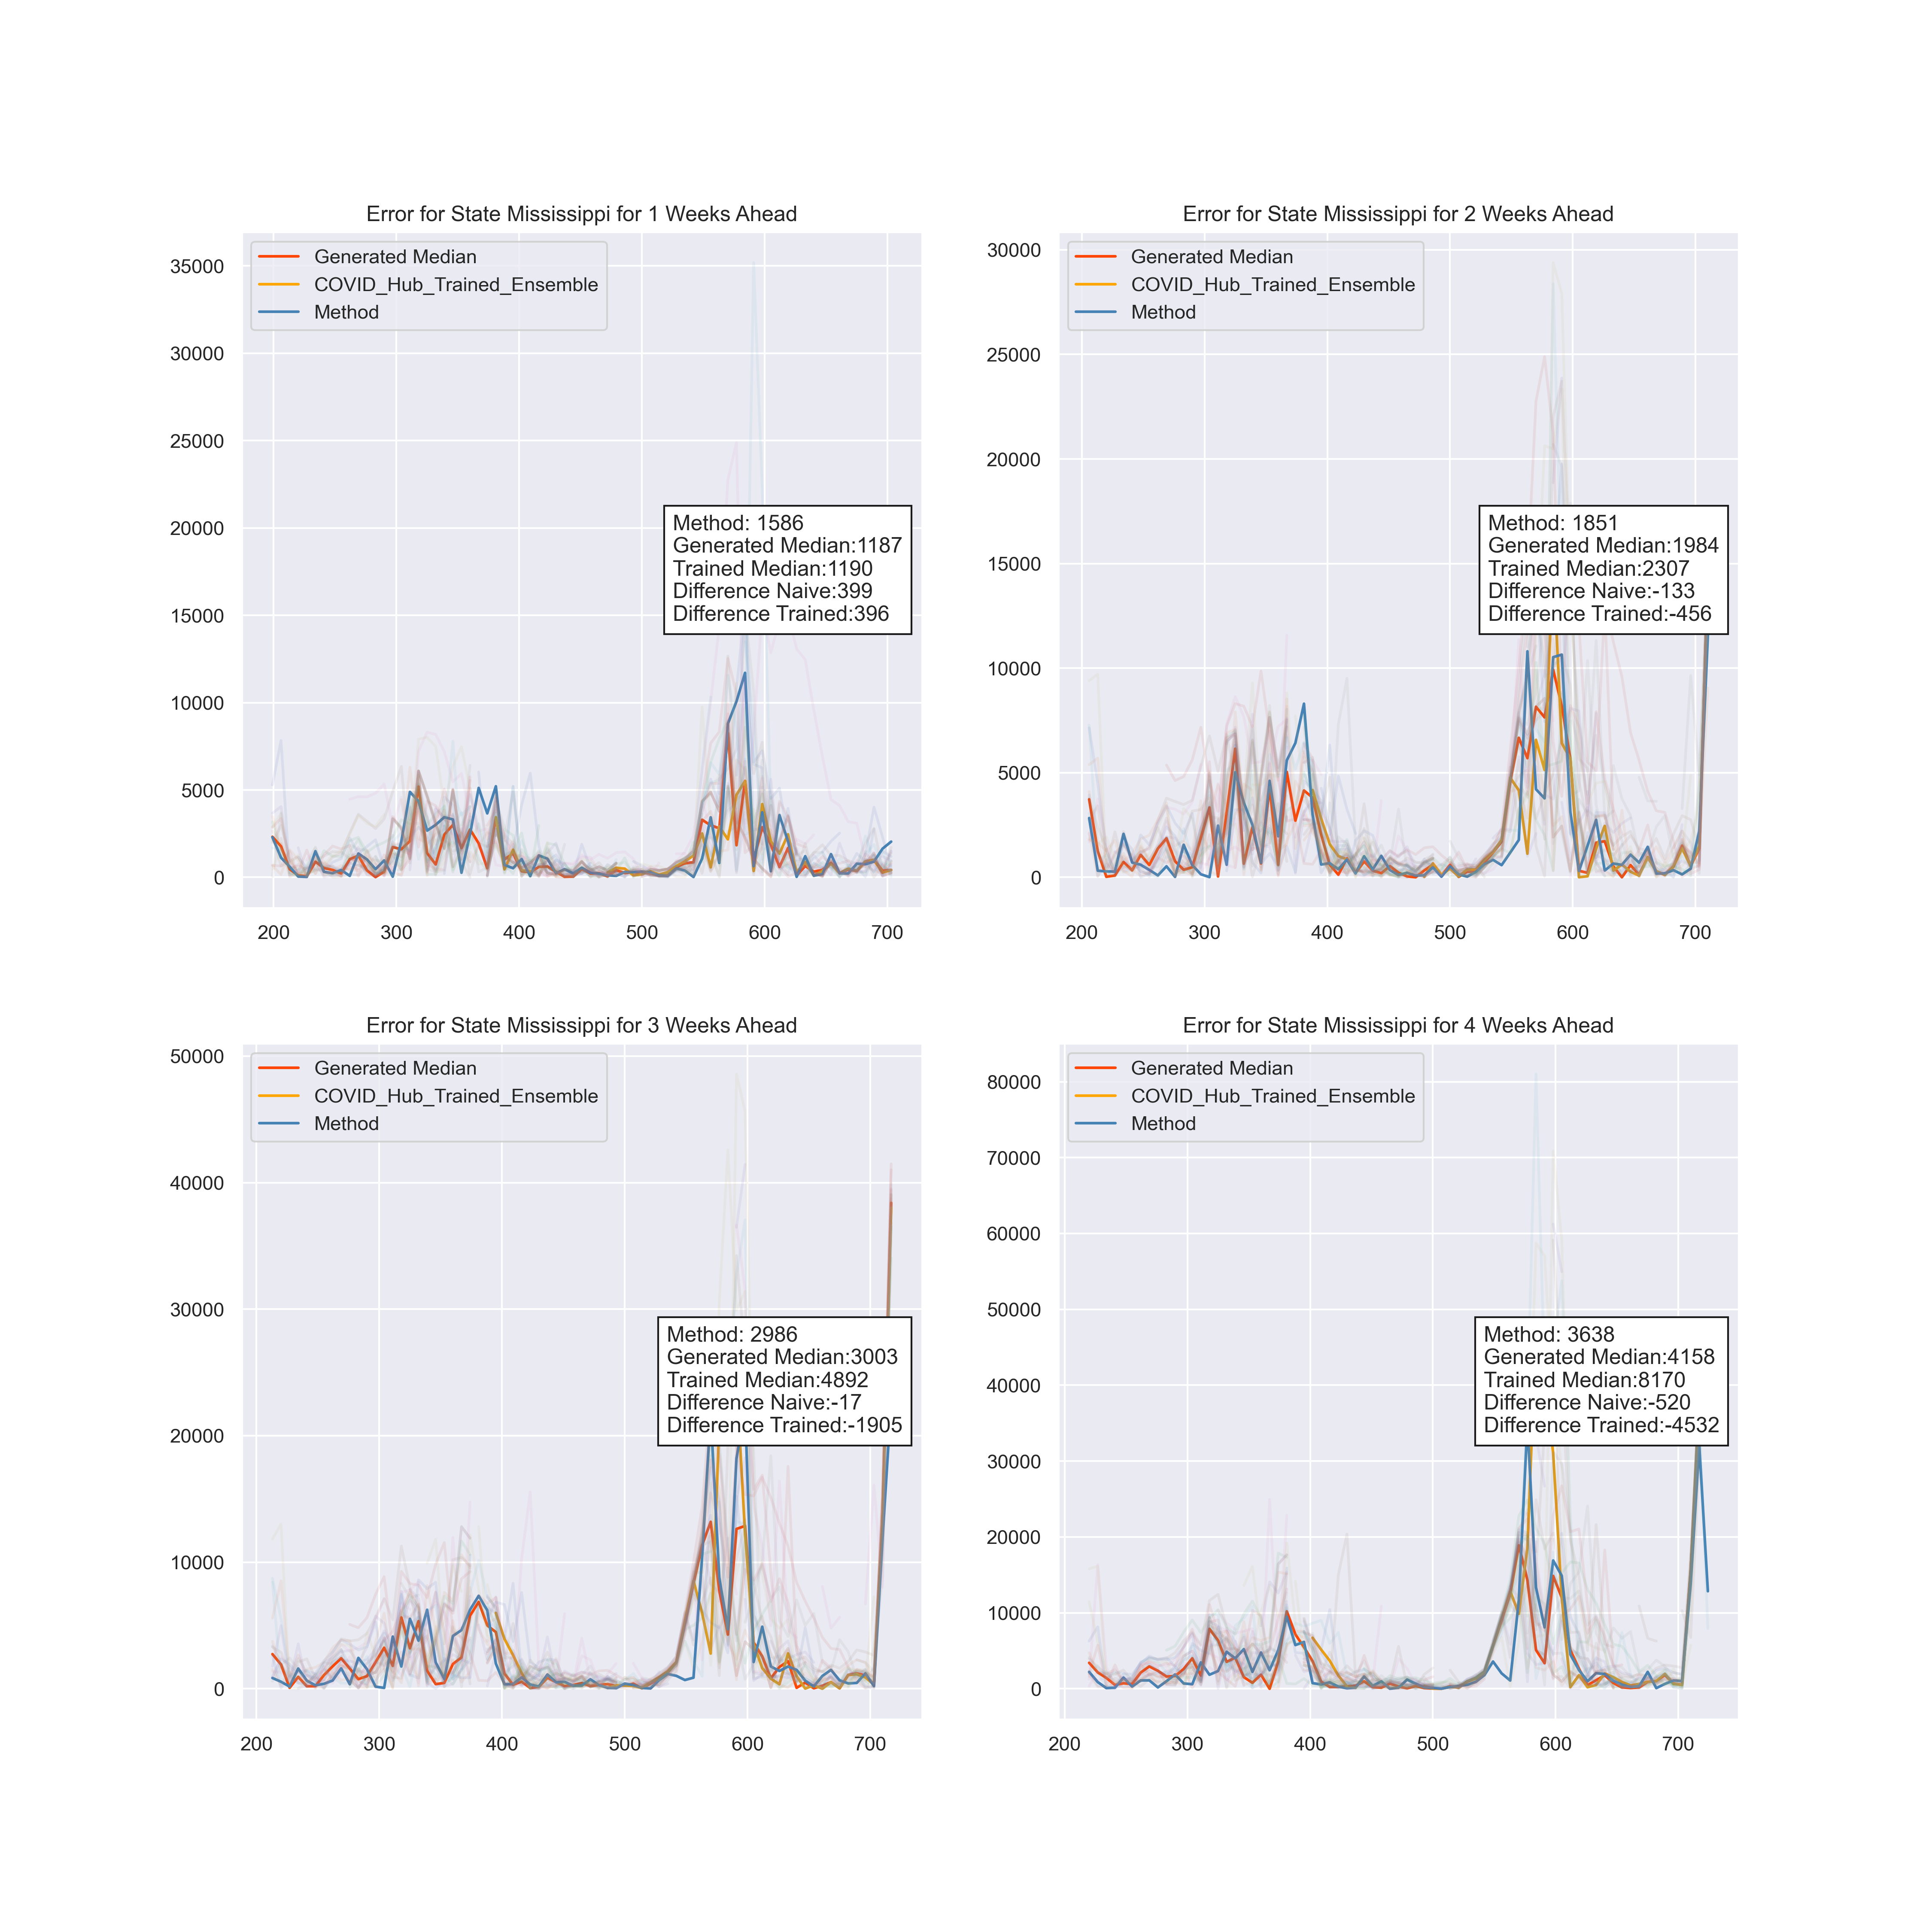 Error for State Mississippi for 1 Weeks Ahead
Generated Median
COVID_Hub_Trained_Ensemble
Method
35000
30000
25000
20000
15000
10000
5000
0
Method: 1586
Generated Median:1187
Trained Median:1190
Difference Naive:399
Difference Trained:396
200 300 400 500 600 700
Error for State Mississippi for 2 Weeks Ahead
Generated Median
COVID_Hub_Trained_Ensemble
Method
30000
25000
20000
15000
10000
5000
0
Method: 1851
Generated Median:1984
Trained Median:2307
Difference Naive:-133
Difference Trained:-456
200 300 400 500 600 700
Error for State Mississippi for 3 Weeks Ahead
Generated Median
COVID_Hub_Trained_Ensemble
Method
50000
40000
30000
20000
10000
0
Method: 2986
Generated Median:3003
Trained Median:4892
Difference Naive:-17
Difference Trained:-1905
200 300 400 500 600 700
Error for State Mississippi for 4 Weeks Ahead
Generated Median
COVID_Hub_Trained_Ensemble
Method
80000
70000
60000
50000
40000
30000
20000
10000
0
Method: 3638
Generated Median:4158
Trained Median:8170
Difference Naive:-520
Difference Trained:-4532
200 300 400 500 600 700